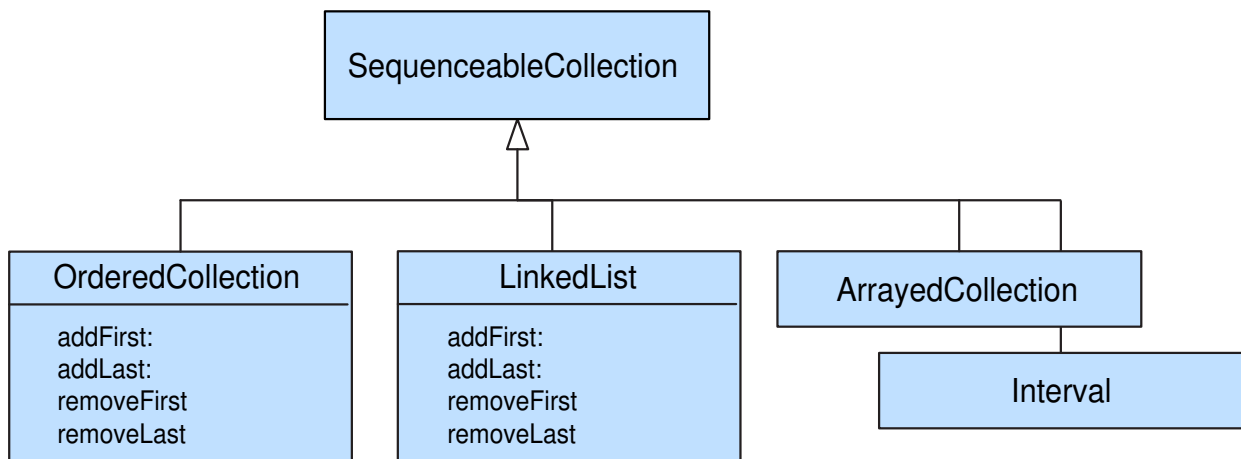 SequenceableCollection
OrderedCollection
addFirst:
addLast:
removeFirst
removeLast
LinkedList
addFirst:
addLast:
removeFirst
removeLast
ArrayedCollection
Interval